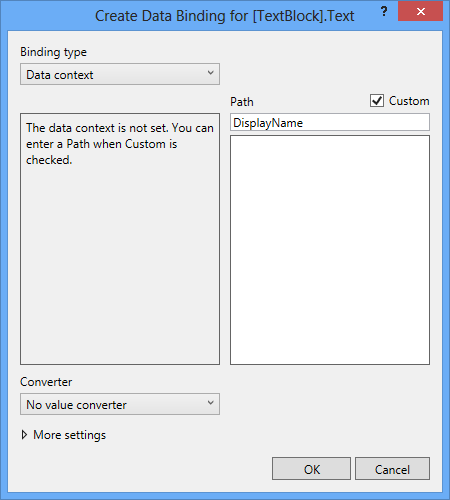 Create Data Binding for [TextBlock].Text
?
Binding type
Data context
Path
Custom
The data context is not set. You can
enter a Path when Custom is
checked.
DisplayName
Converter
No value converter
More settings
OK
Cancel